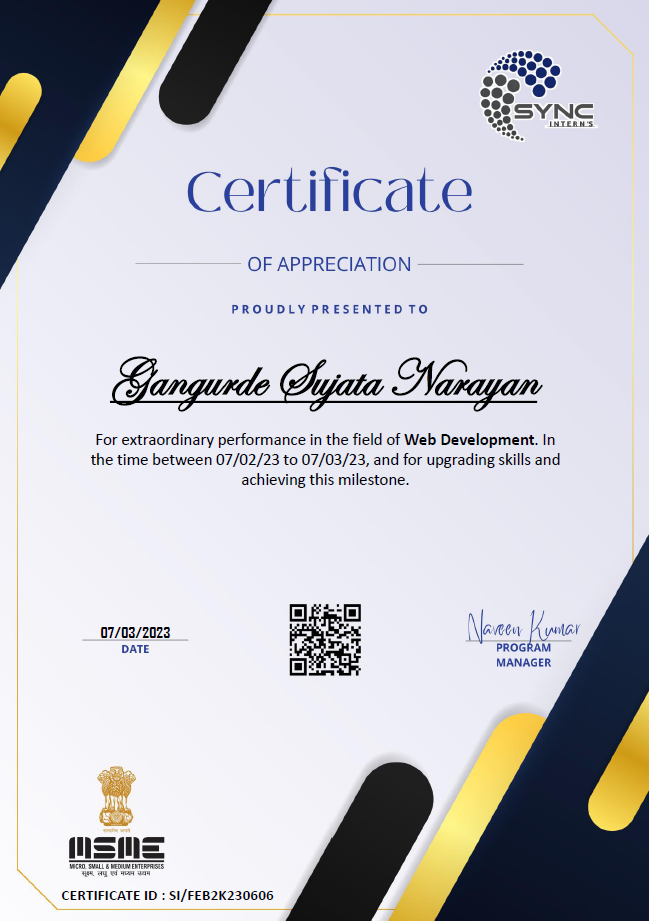 SYNC
INTERN'S
Certificate
OF APPRECIATION
PROUDLY PRESENTED TO
Gangurde Sujata Narayan
For extraordinary performance in the field of Web Development. In
the time between 07/02/23 to 07/03/23, and for upgrading skills and
achieving this milestone.
07/03/2023
DATE
Naveen Kumar
PROGRAM
MANAGER
सत्यमेव जयते
MSME
MICRO, SMALL & MEDIUM ENTERPRISES
सूक्ष्म, लघु एवं मध्यम उद्यम
CERTIFICATE ID : SI/FEB2K230606